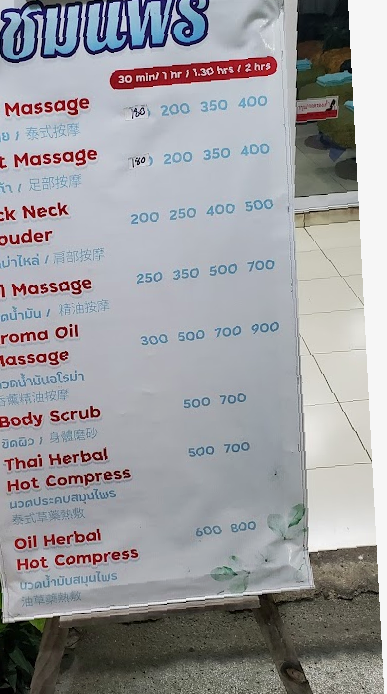 ชมนพร
30 min / 1 hr / 1.30 hrs / 2 hrs
Massage 180 200 350 400
/ 泰式按摩
t Massage 180 200 350 400
ท้า / 足部按摩
ck Neck
ouder 200 250 400 500
บ่าไหล่ / 肩部按摩
l Massage 250 350 500 700
ดน้ำมัน / 精油按摩
roma Oil
Massage 300 500 700 900
วดน้ำมันอโรม่า
香薰精油按摩
Body Scrub 500 700
ขัดผิว / 身體磨砂
Thai Herbal
Hot Compress 500 700
นวดประคบสมุนไพร
泰式草藥熱敷
Oil Herbal
Hot Compress 600 800
นวดน้ำมันสมุนไพร
油草藥熱敷